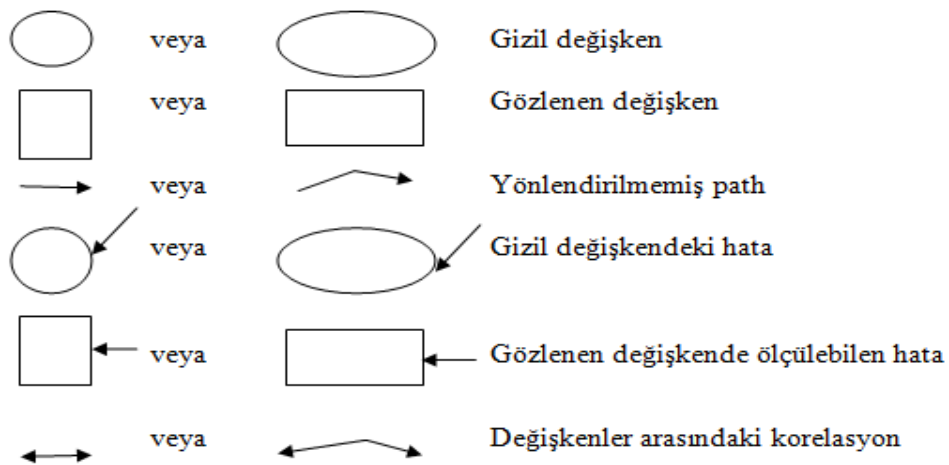 veya Gizil değişken
veya Gözlenen değişken
veya Yönlendirilmemiş path
veya Gizil değişkendeki hata
veya Gözlenen değişkende ölçülebilen hata
veya Değişkenler arasındaki korelasyon